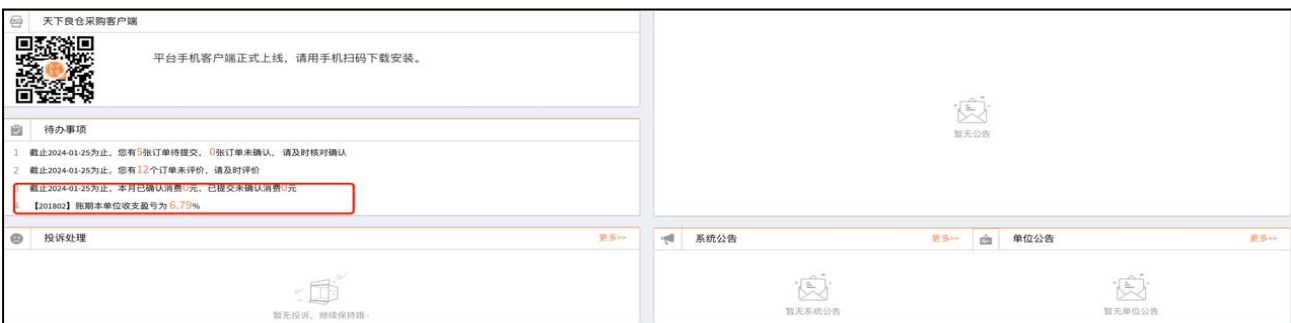 天下良仓采购客户端
平台手机客户端正式上线，请用手机扫码下载安装。
暂无公告
待办事项
1 截止2024-01-25为止，您有5张订单待提交， 0张订单未确认， 请及时核对确认
2 截止2024-01-25为止，您有12个订单未评价，请及时评价
3 截止2024-01-25为止，本月已确认消费0元，已提交未确认消费0元
4 【201802】账期本单位收支盈亏为 6.79%
投诉处理 更多>>
暂无投诉，继续保持哦~
系统公告 更多>>
暂无系统公告
单位公告 更多>>
暂无单位公告